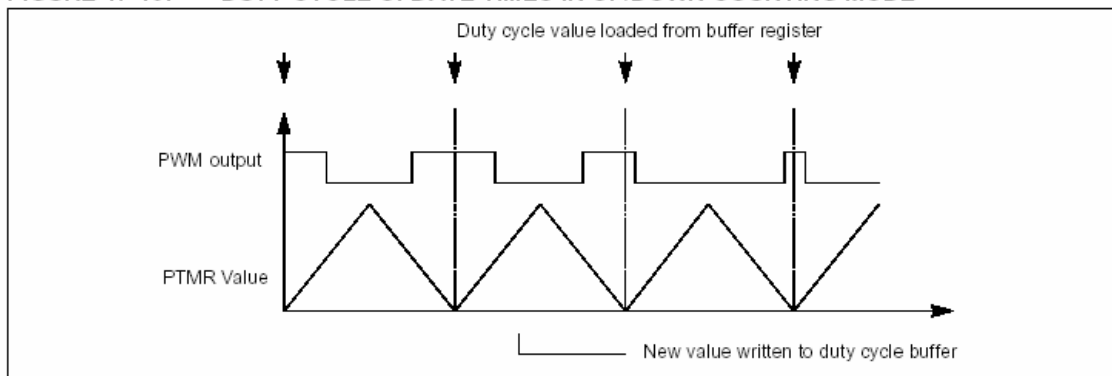 Duty cycle value loaded from buffer register
PWM output
PTMR Value
New value written to duty cycle buffer